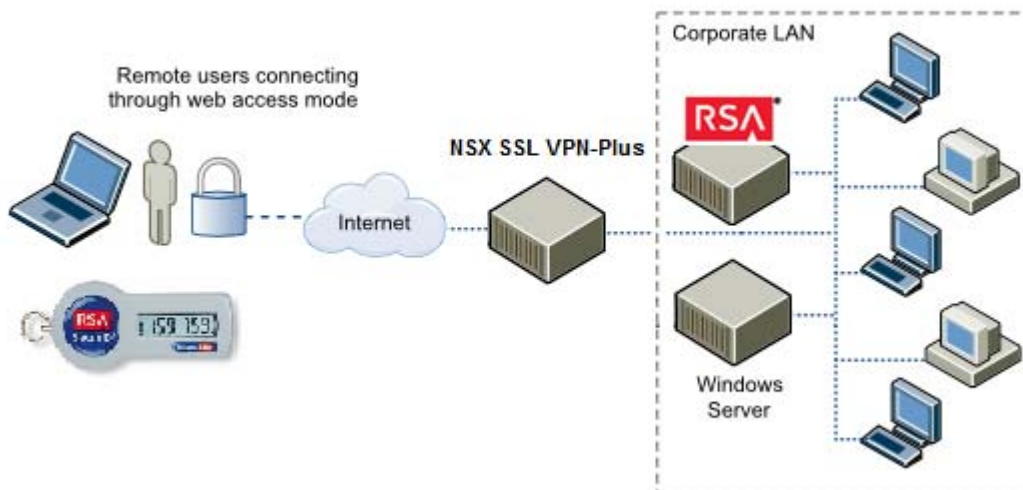 Corporate LAN
Remote users connecting
through web access mode
RSA
NSX SSL VPN-Plus
Internet
RSA
159 759
Windows
Server